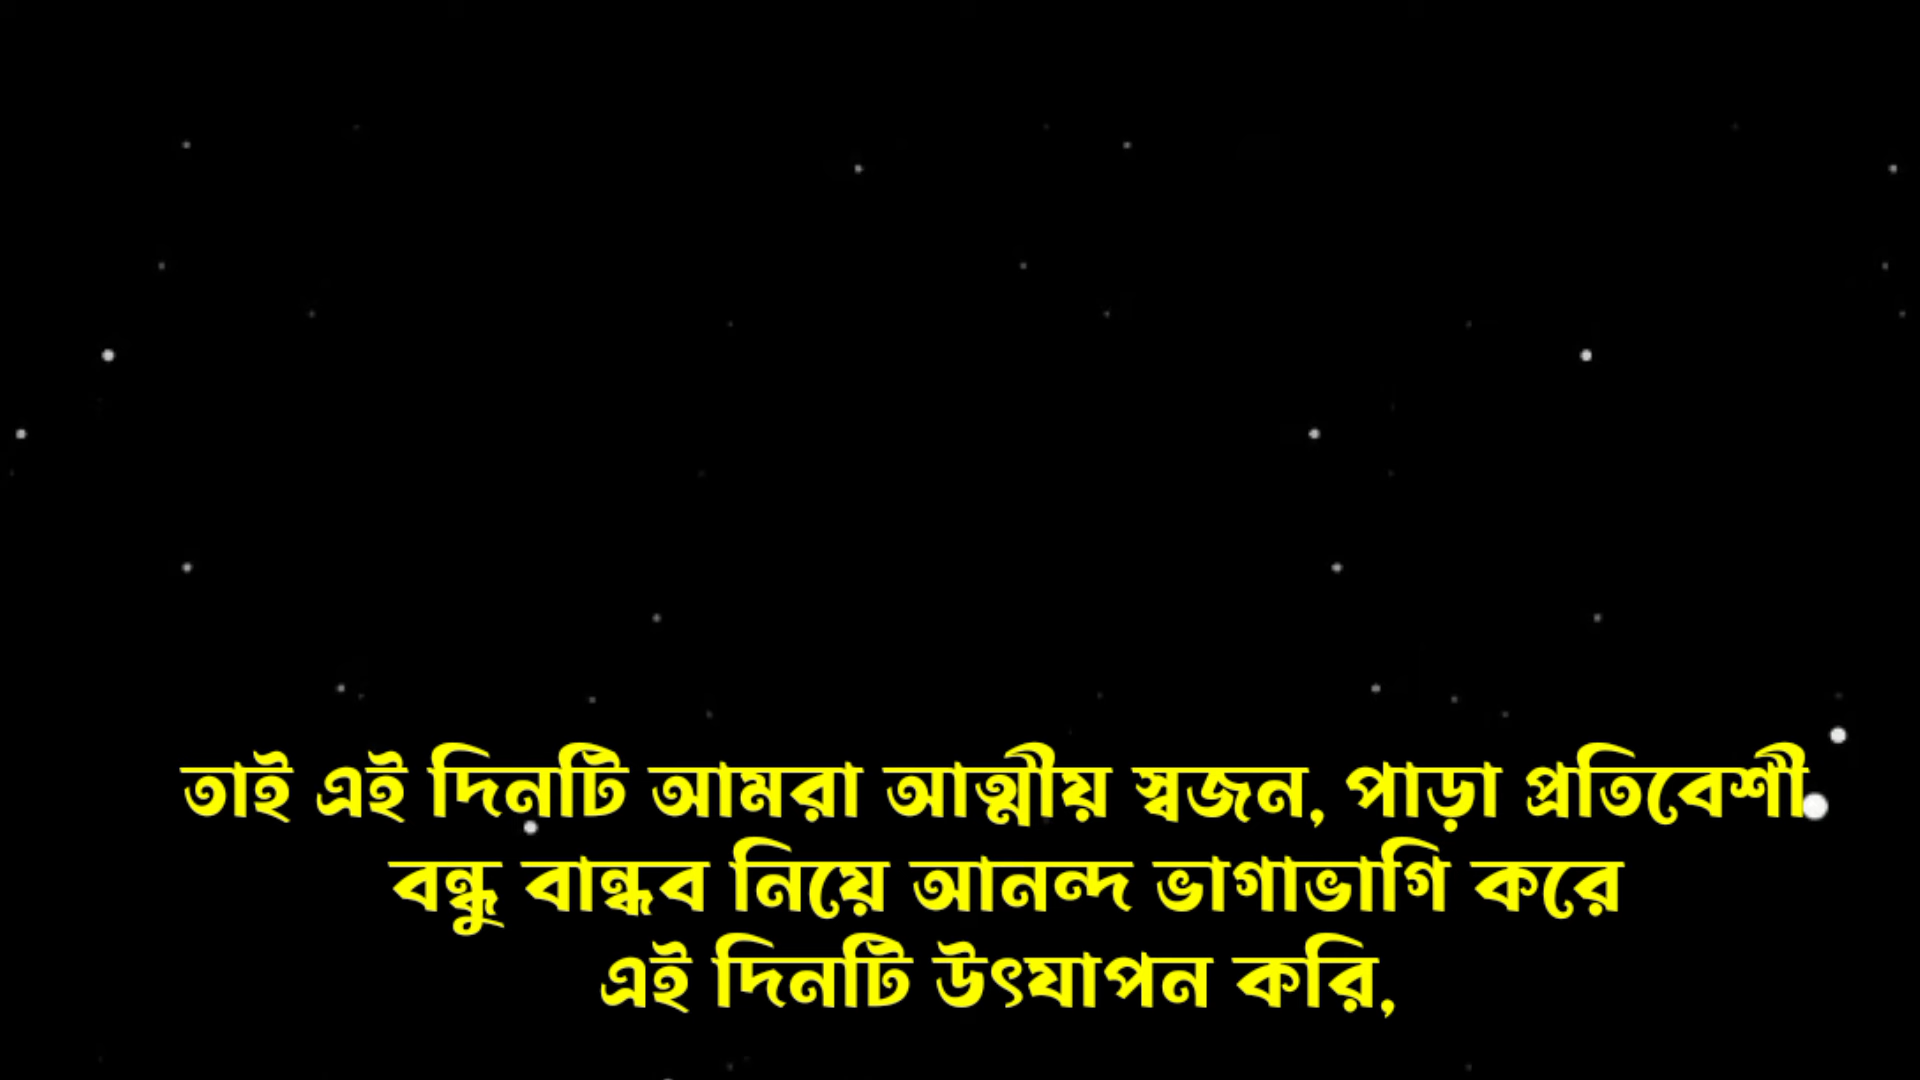 তাই এই দিনটি আমরা আত্মীয় স্বজন, পাড়া প্রতিবেশী
বন্ধু বান্ধব নিয়ে আনন্দ ভাগাভাগি করে
এই দিনটি উৎযাপন করি,